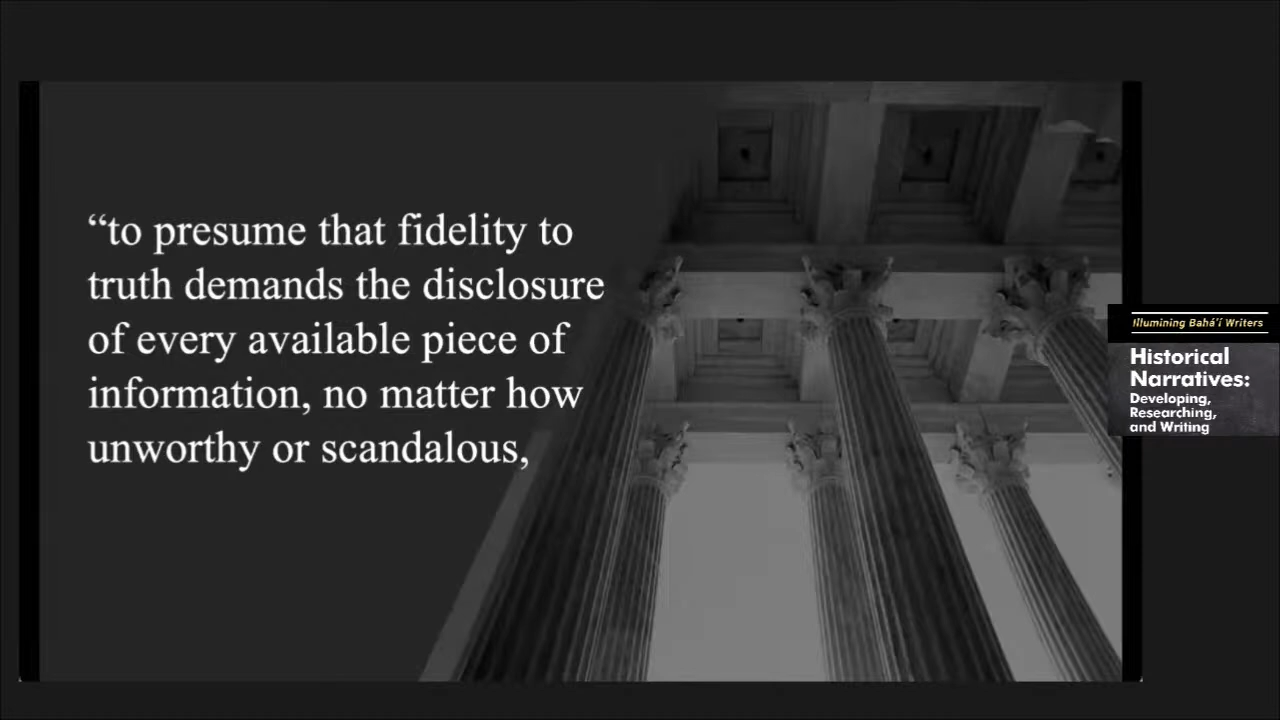 “to presume that fidelity to
truth demands the disclosure
of every available piece of
information, no matter how
unworthy or scandalous,
Illumining Bahá’í Writers
Historical
Narratives:
Developing,
Researching,
and Writing